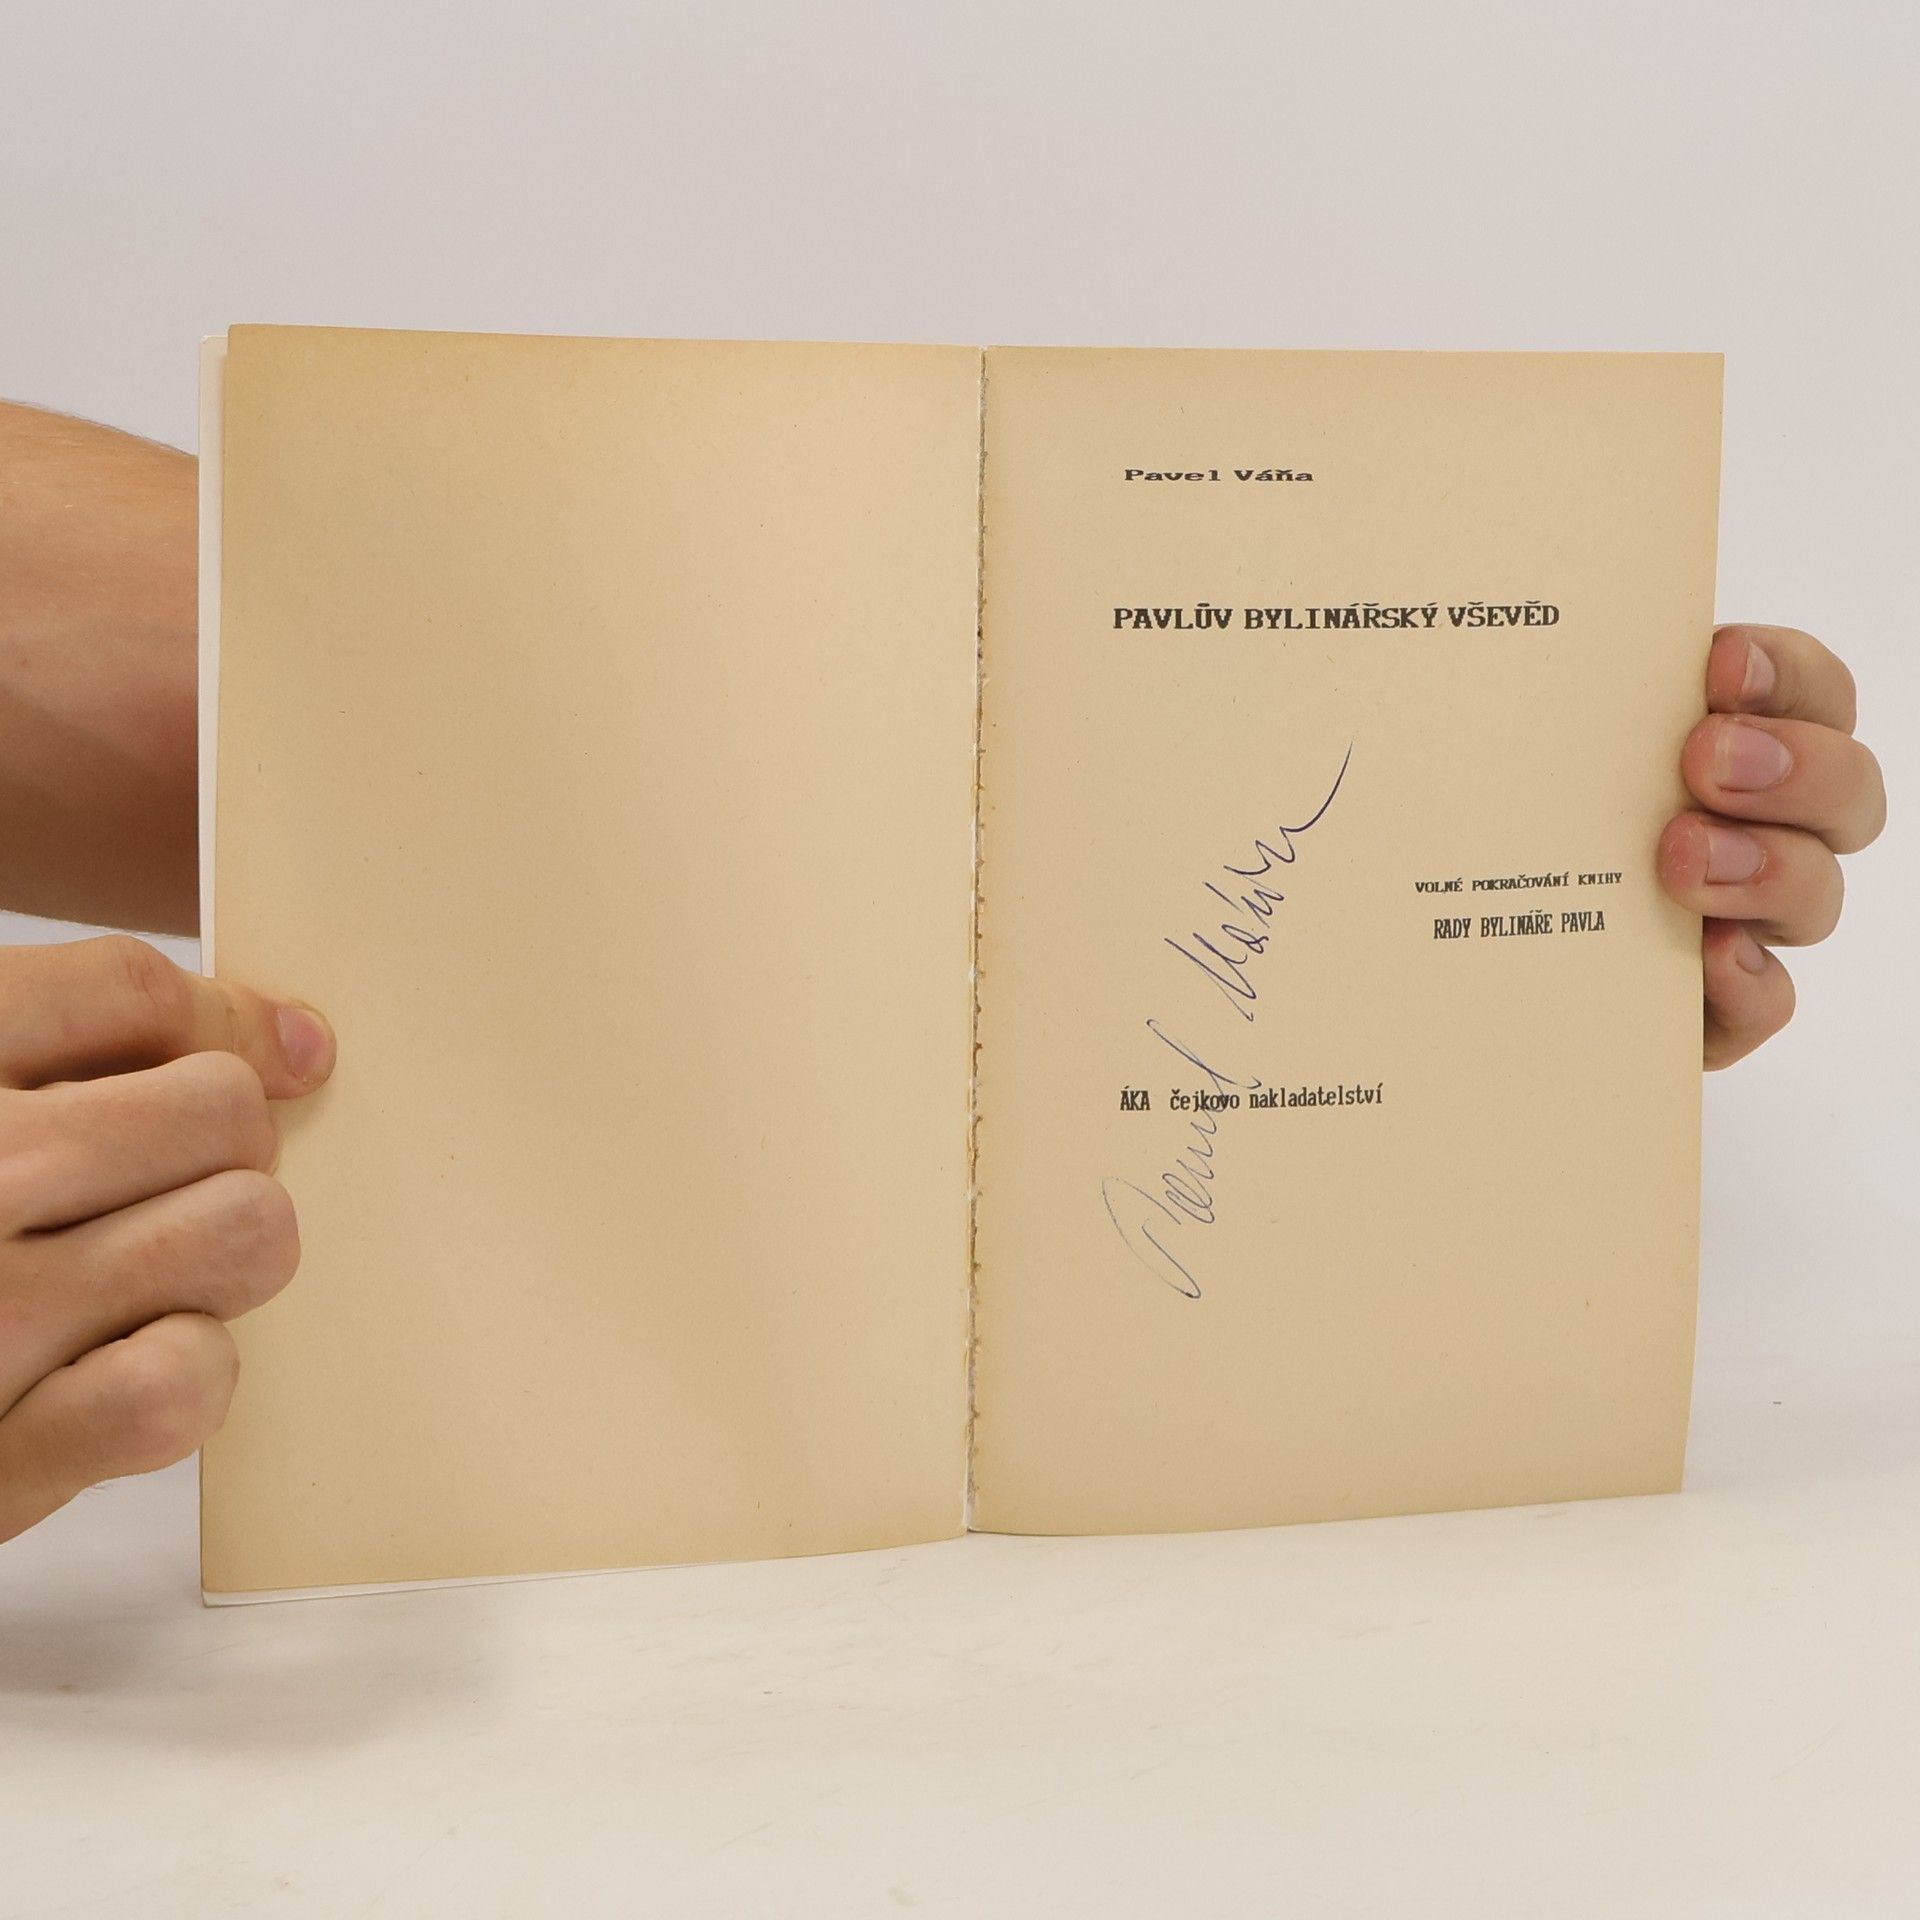 Pavel Váňa
PAVLŮV BYLINÁŘSKÝ VŠEVĚD
VOLNÉ POKRAČOVÁNÍ KNIHY
RADY BYLINÁŘE PAVLA
ÁKA čejkovo nakladatelství